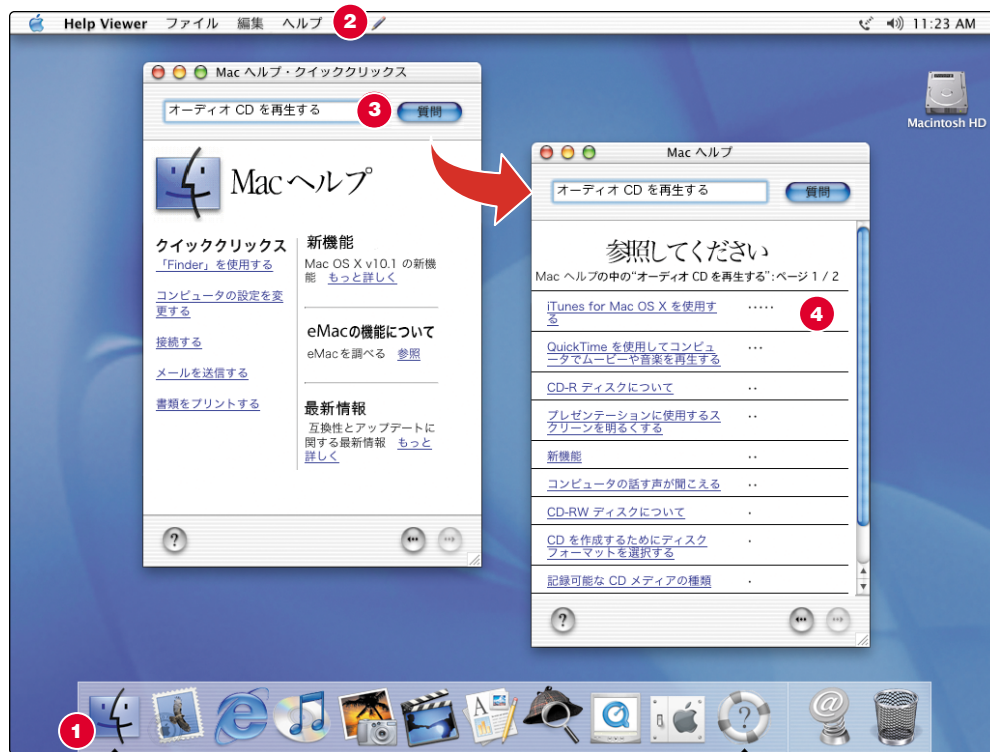 Help Viewer ファイル 編集 ヘルプ 2 11:23 AM
Mac ヘルプ・クイッククリックス
オーディオ CD を再生する 3 質問
Mac ヘルプ
クイッククリックス
「Finder」を使用する
コンピュータの設定を変
更する
接続する
メールを送信する
書類をプリントする
新機能
Mac OS X v10.1 の新機
能 もっと詳しく
eMacの機能について
eMacを調べる 参照
最新情報
互換性とアップデートに
関する最新情報 もっと
詳しく
?
Macintosh HD
Mac ヘルプ
オーディオ CD を再生する 質問
参照してください
Mac ヘルプの中の“オーディオ CD を再生する”:ページ 1 / 2
iTunes for Mac OS X を使用す
る ・・・・・ 4
QuickTime を使用してコンピュ
ータでムービーや音楽を再生する ・・・
CD-R ディスクについて ・・
プレゼンテーションに使用するス
クリーンを明るくする ・・
新機能 ・・
コンピュータの話す声が聞こえる ・・
CD-RW ディスクについて ・
CD を作成するためにディスク
フォーマットを選択する ・
記録可能な CD メディアの種類 ・
?
1